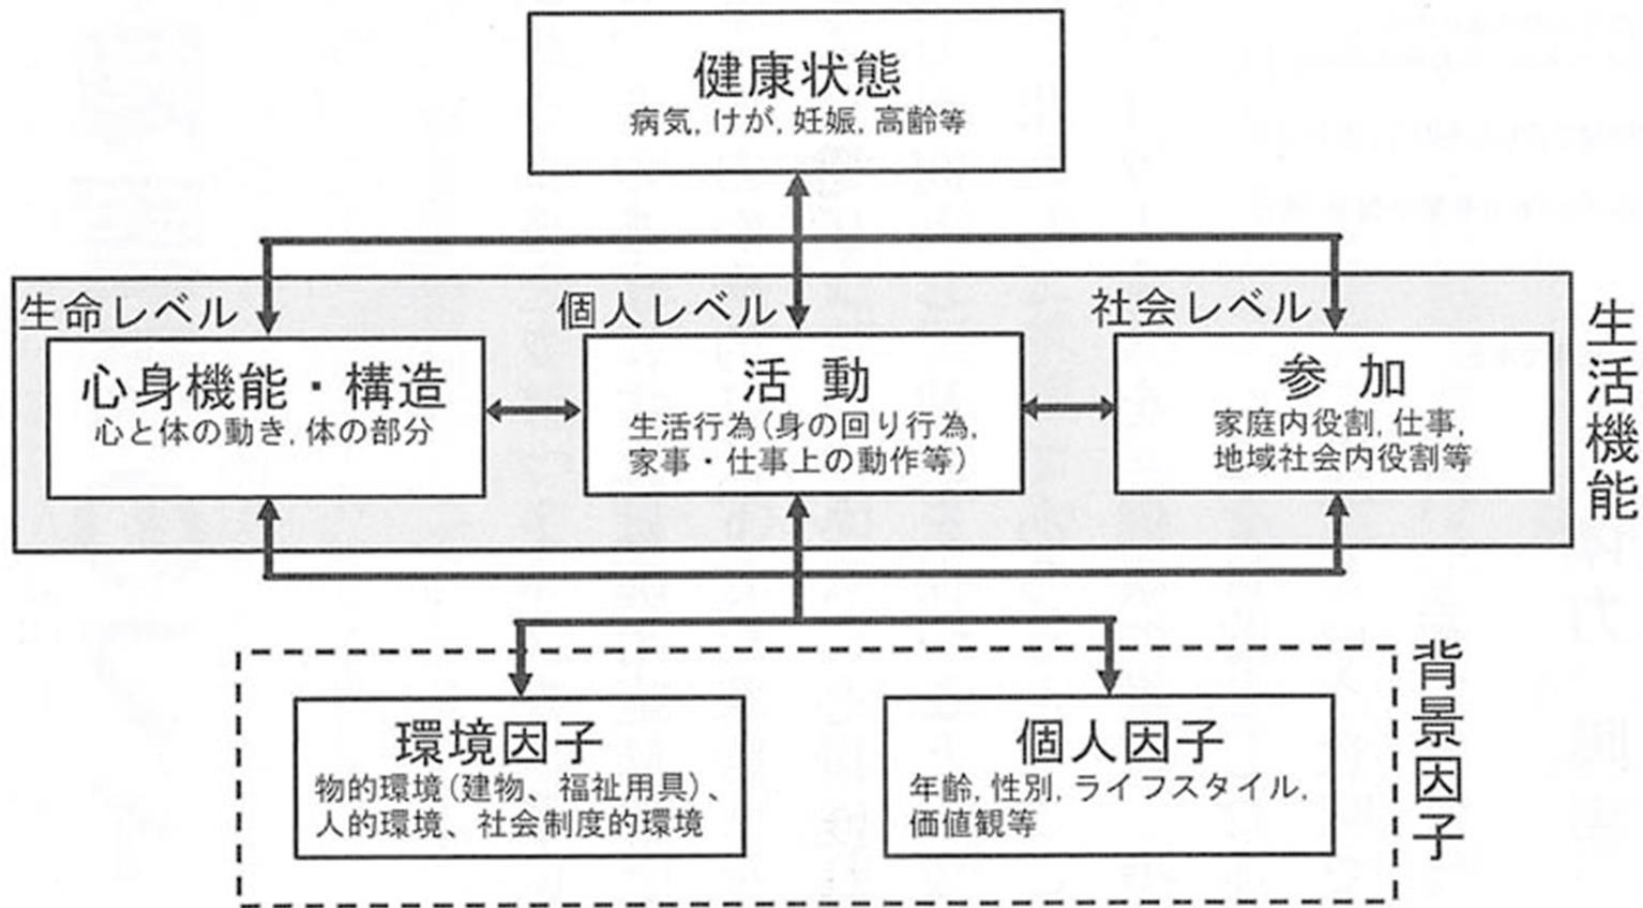 健康状態
病気, けが, 妊娠, 高齢等
生命レベル
個人レベル
社会レベル
心身機能・構造
心と体の動き, 体の部分
活 動
生活行為(身の回り行為,
家事・仕事上の動作等)
参 加
家庭内役割, 仕事,
地域社会内役割等
生活機能
環境因子
物的環境(建物、福祉用具)、
人的環境、社会制度的環境
個人因子
年齢, 性別, ライフスタイル,
価値観等
背景因子